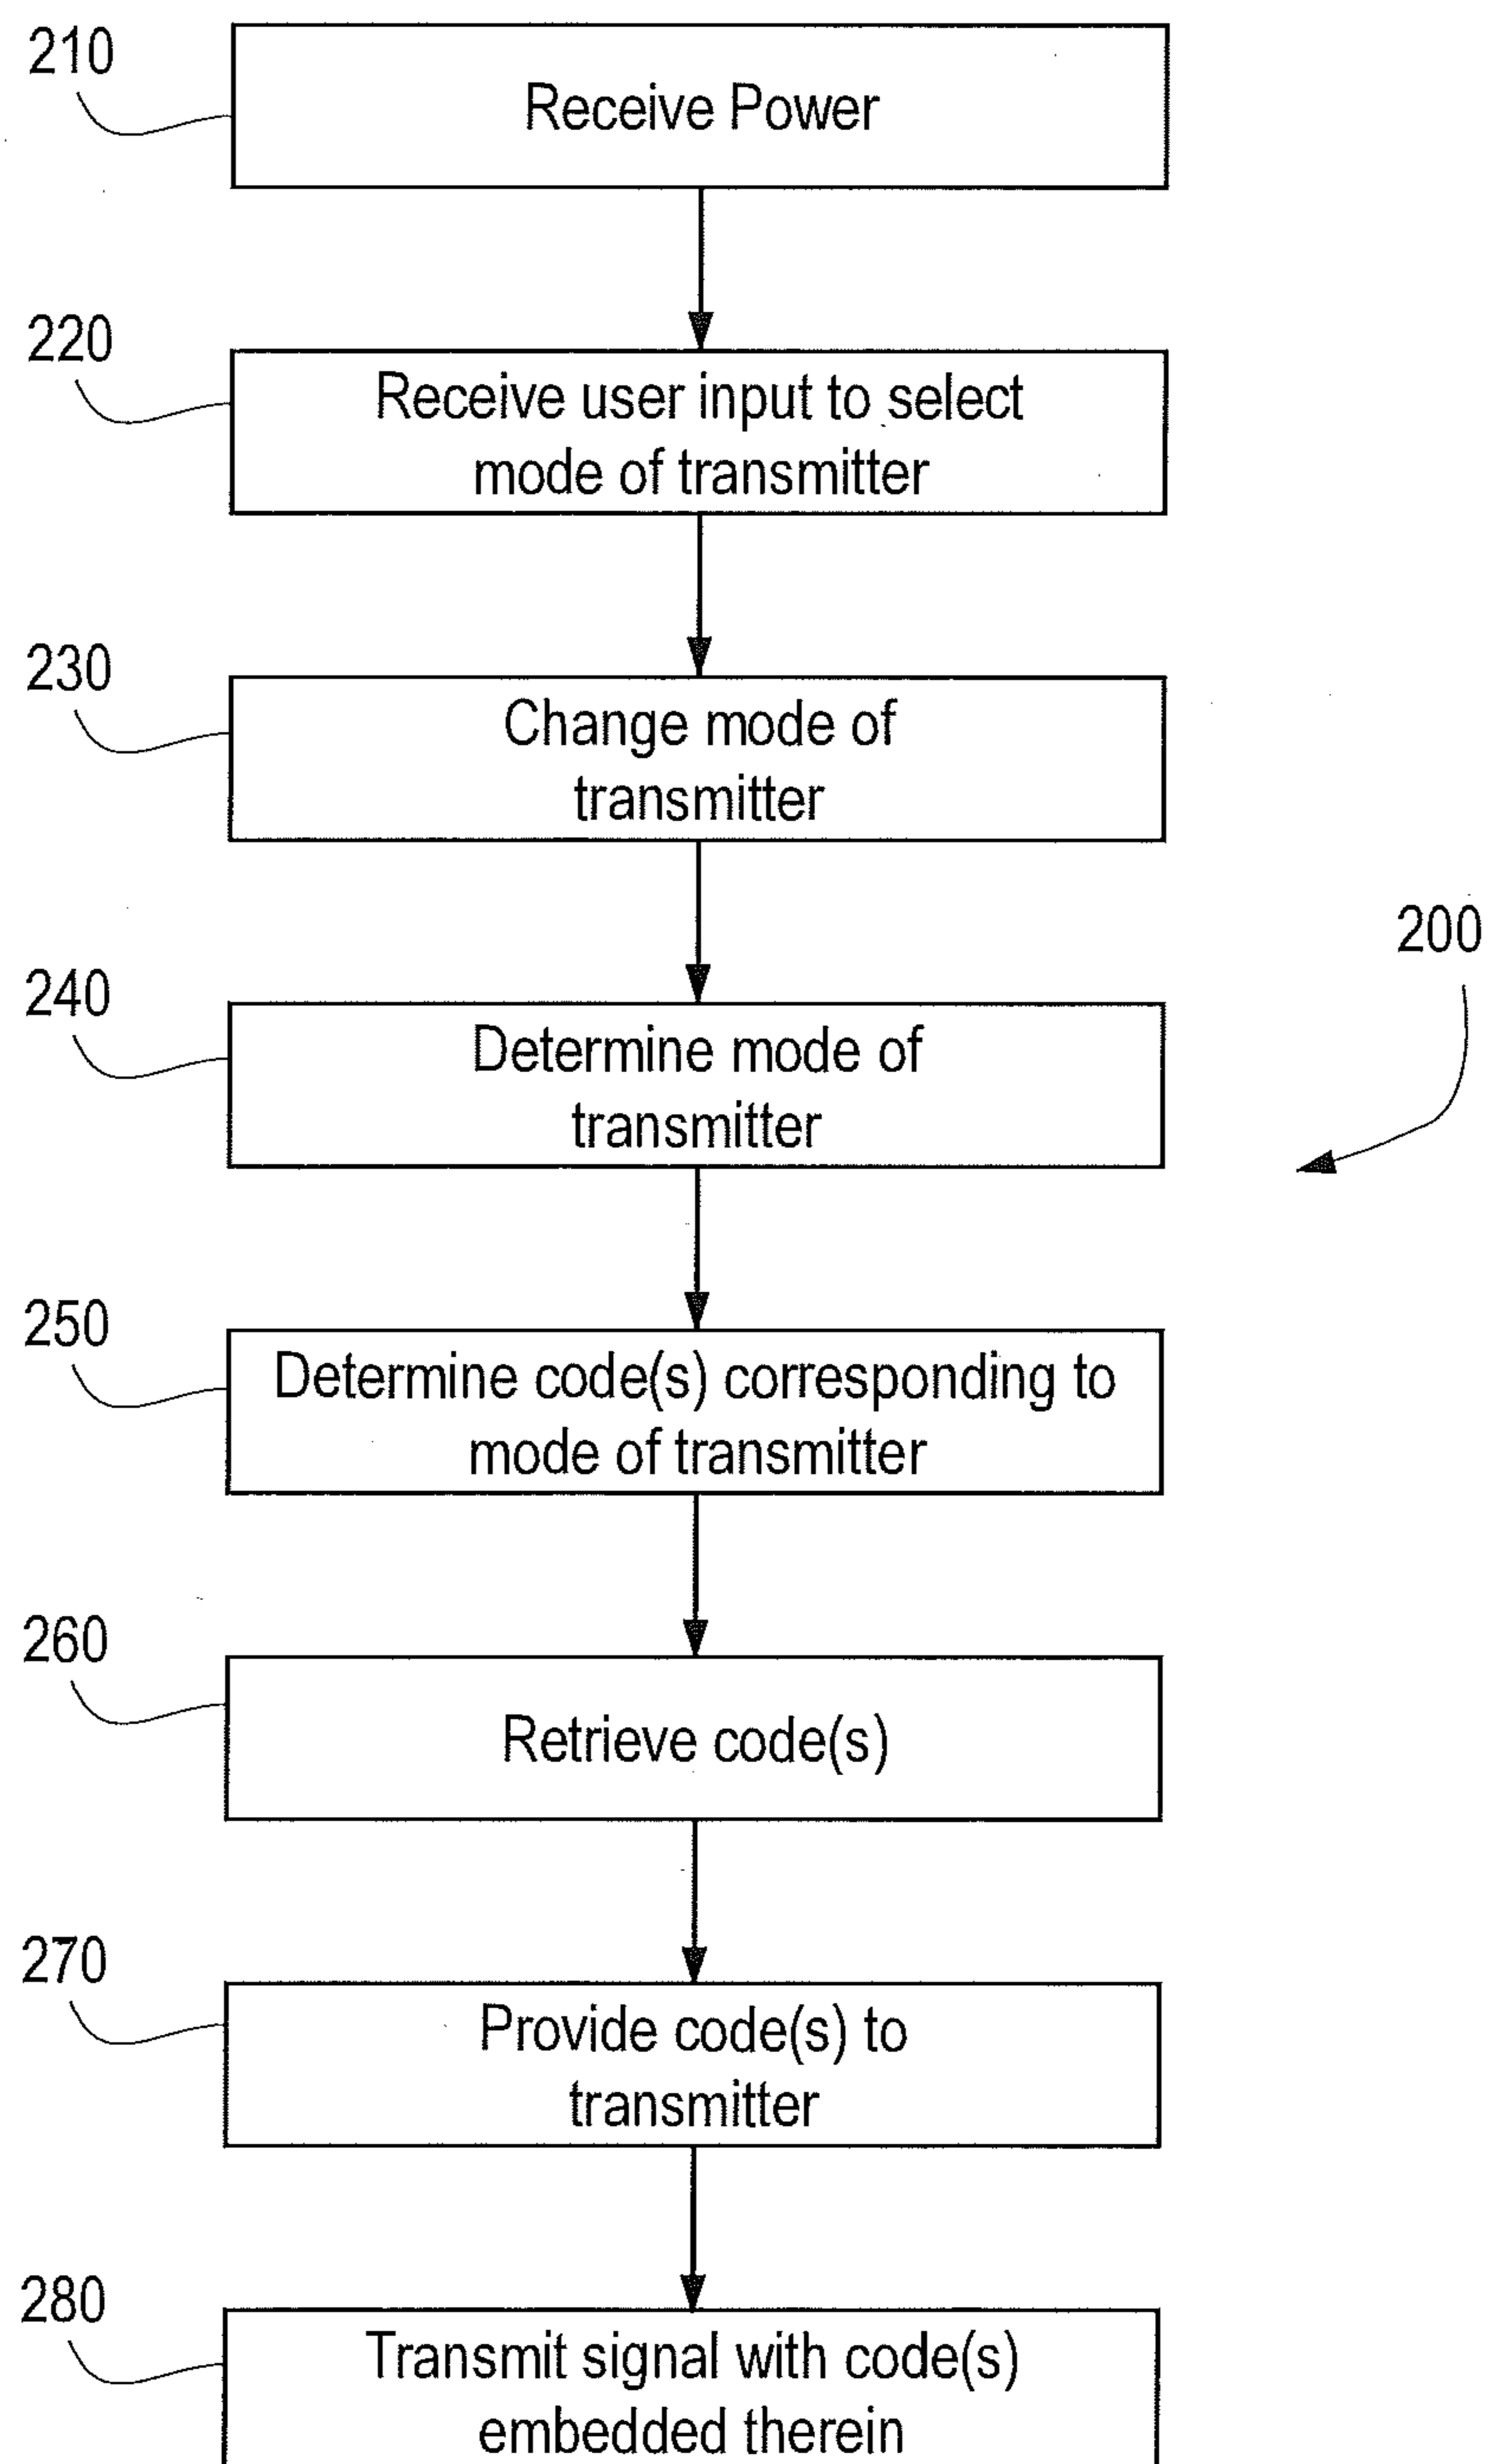 210
Receive Power
220
Receive user input to select
mode of transmitter
230
Change mode of
transmitter
200
240
Determine mode of
transmitter
250
Determine code(s) corresponding to
mode of transmitter
260
Retrieve code(s)
270
Provide code(s) to
transmitter
280
Transmit signal with code(s)
embedded therein